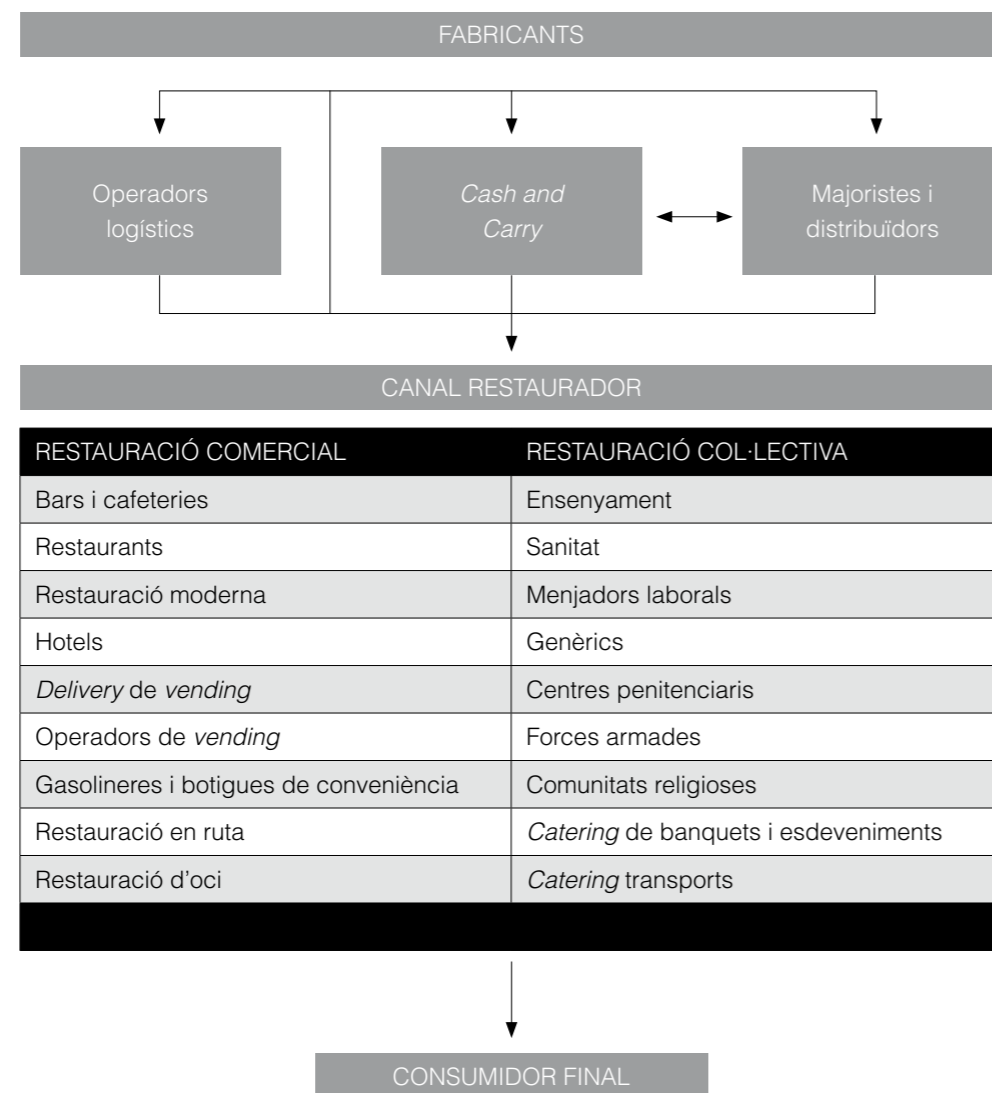 FABRICANTS
Operadors
logístics
Cash and
Carry
Majoristes i
distribuïdors
CANAL RESTAURADOR
RESTAURACIÓ COMERCIAL
RESTAURACIÓ COL·LECTIVA
Bars i cafeteries
Ensenyament
Restaurants
Sanitat
Restauració moderna
Menjadors laborals
Hotels
Genèrics
Delivery de vending
Centres penitenciaris
Operadors de vending
Forces armades
Gasolineres i botigues de conveniència
Comunitats religioses
Restauració en ruta
Catering de banquets i esdeveniments
Restauració d’oci
Catering transports
CONSUMIDOR FINAL